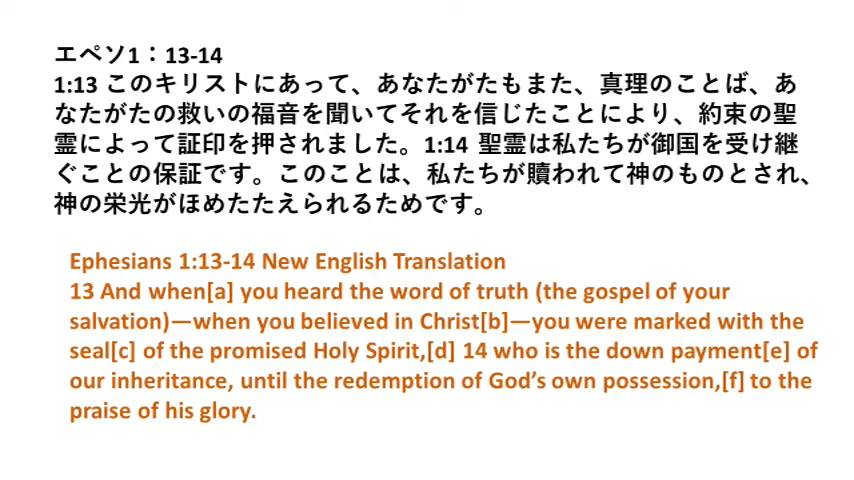 エペソ1：13-14
1:13 このキリストにあって、あなたがたもまた、真理のことば、あ
なたがたの救いの福音を聞いてそれを信じたことにより、約束の聖
霊によって証印を押されました。1:14 聖霊は私たちが御国を受け継
ぐことの保証です。このことは、私たちが贖われて神のものとされ、
神の栄光がほめたたえられるためです。
Ephesians 1:13-14 New English Translation
13 And when[a] you heard the word of truth (the gospel of your
salvation)—when you believed in Christ[b]—you were marked with the
seal[c] of the promised Holy Spirit,[d] 14 who is the down payment[e] of
our inheritance, until the redemption of God’s own possession,[f] to the
praise of his glory.